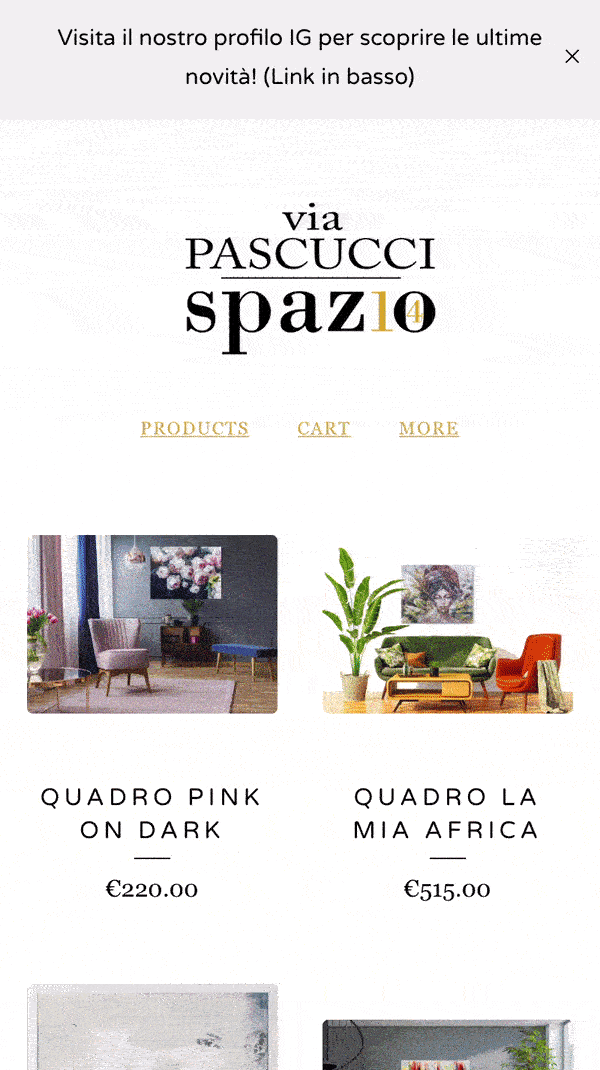 Visita il nostro profilo IG per scoprire le ultime
novità! (Link in basso)
via
PASCUCCI
spazio
14
PRODUCTS CART MORE
QUADRO PINK
ON DARK
€220.00
QUADRO LA
MIA AFRICA
€515.00